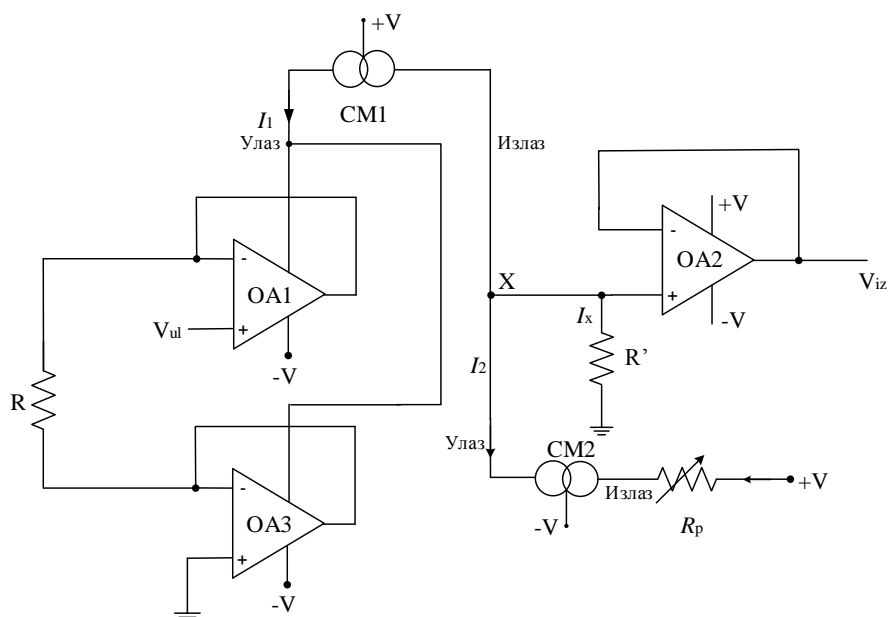 +V
CM1
I1
Улаз
Излаз
-
OA1
Vul
+
-V
R
-
OA3
+
-V
+V
-
OA2
+
-V
Viz
X
Ix
R’
I2
Улаз
CM2
-V
Излаз
Rp
+V